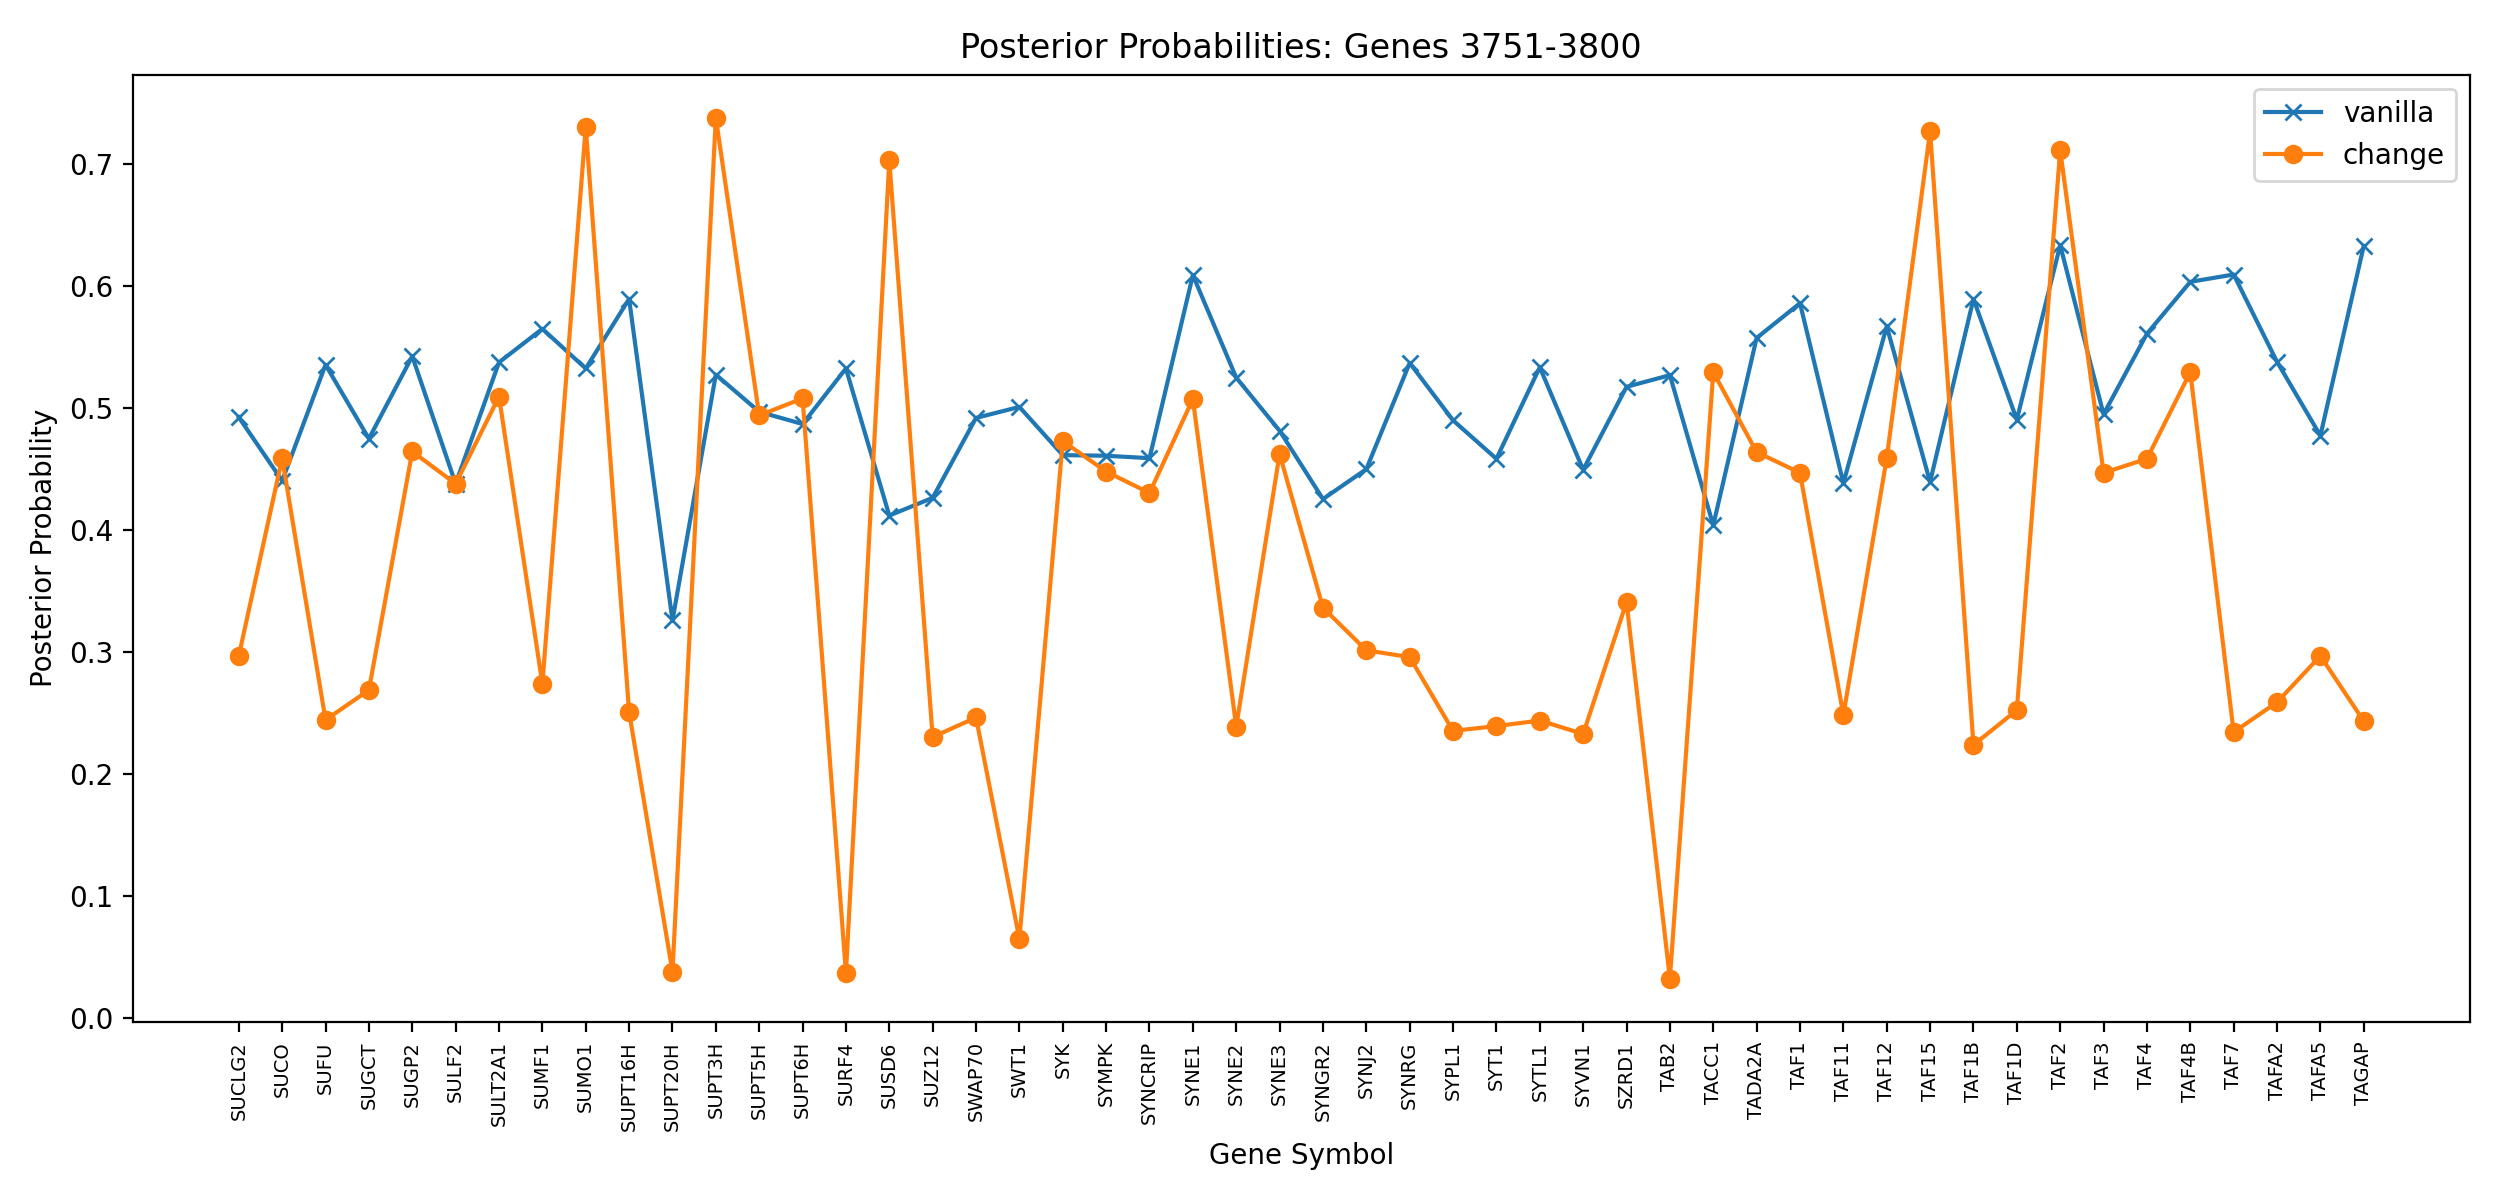 Posterior Probabilities: Genes 3751-3800
vanilla
change
Posterior Probability
0.7
0.6
0.5
0.4
0.3
0.2
0.1
0.0
SUCLG2
SUCO
SUFU
SUGCT
SUGP2
SULF2
SULT2A1
SUMF1
SUMO1
SUPT16H
SUPT20H
SUPT3H
SUPT5H
SUPT6H
SURF4
SUSD6
SUZ12
SWAP70
SWT1
SYK
SYMPK
SYNCRIP
SYNE1
SYNE2
SYNE3
SYNGR2
SYNJ2
SYNRG
SYPL1
SYT1
SYTL1
SYVN1
SZRD1
TAB2
TACC1
TADA2A
TAF1
TAF11
TAF12
TAF15
TAF1B
TAF1D
TAF2
TAF3
TAF4
TAF4B
TAF7
TAFA2
TAFA5
TAGAP
Gene Symbol